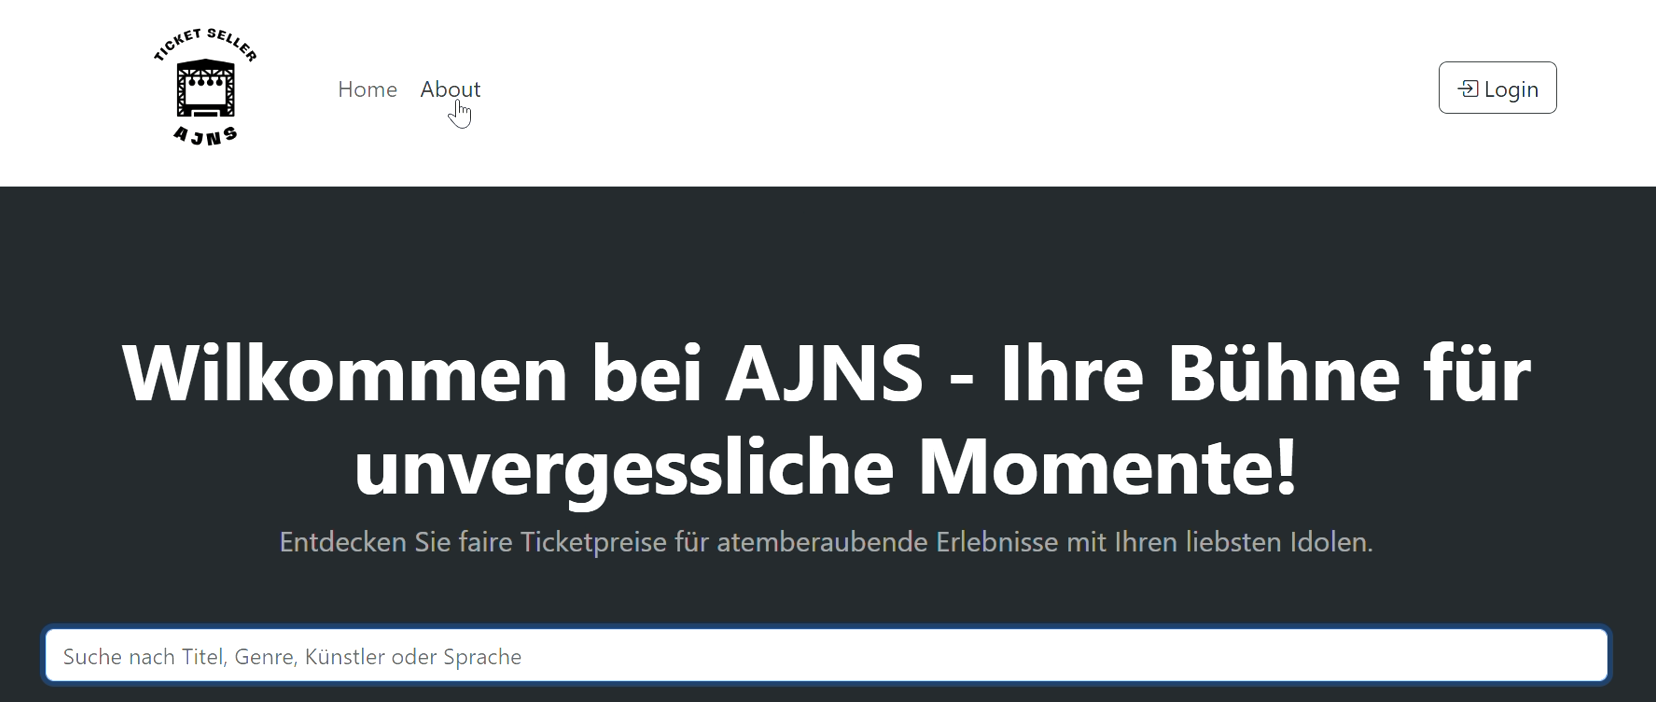 TICKET SELLER
AJNS
Home About
Login
Wilkommen bei AJNS - Ihre Bühne für
unvergessliche Momente!
Entdecken Sie faire Ticketpreise für atemberaubende Erlebnisse mit Ihren liebsten Idolen.
Suche nach Titel, Genre, Künstler oder Sprache